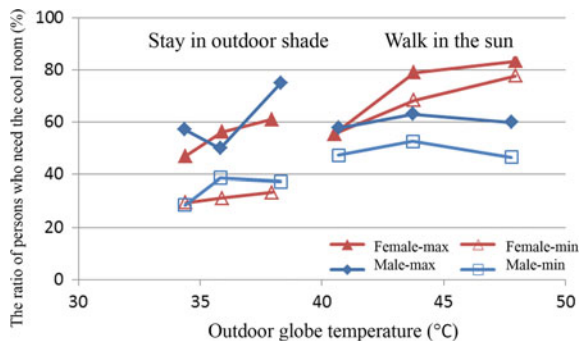 The ratio of persons who need the cool room (%)
100
80
60
40
20
0
Stay in outdoor shade
Walk in the sun
Female-max
Female-min
Male-max
Male-min
30
35
40
45
50
Outdoor globe temperature (°C)